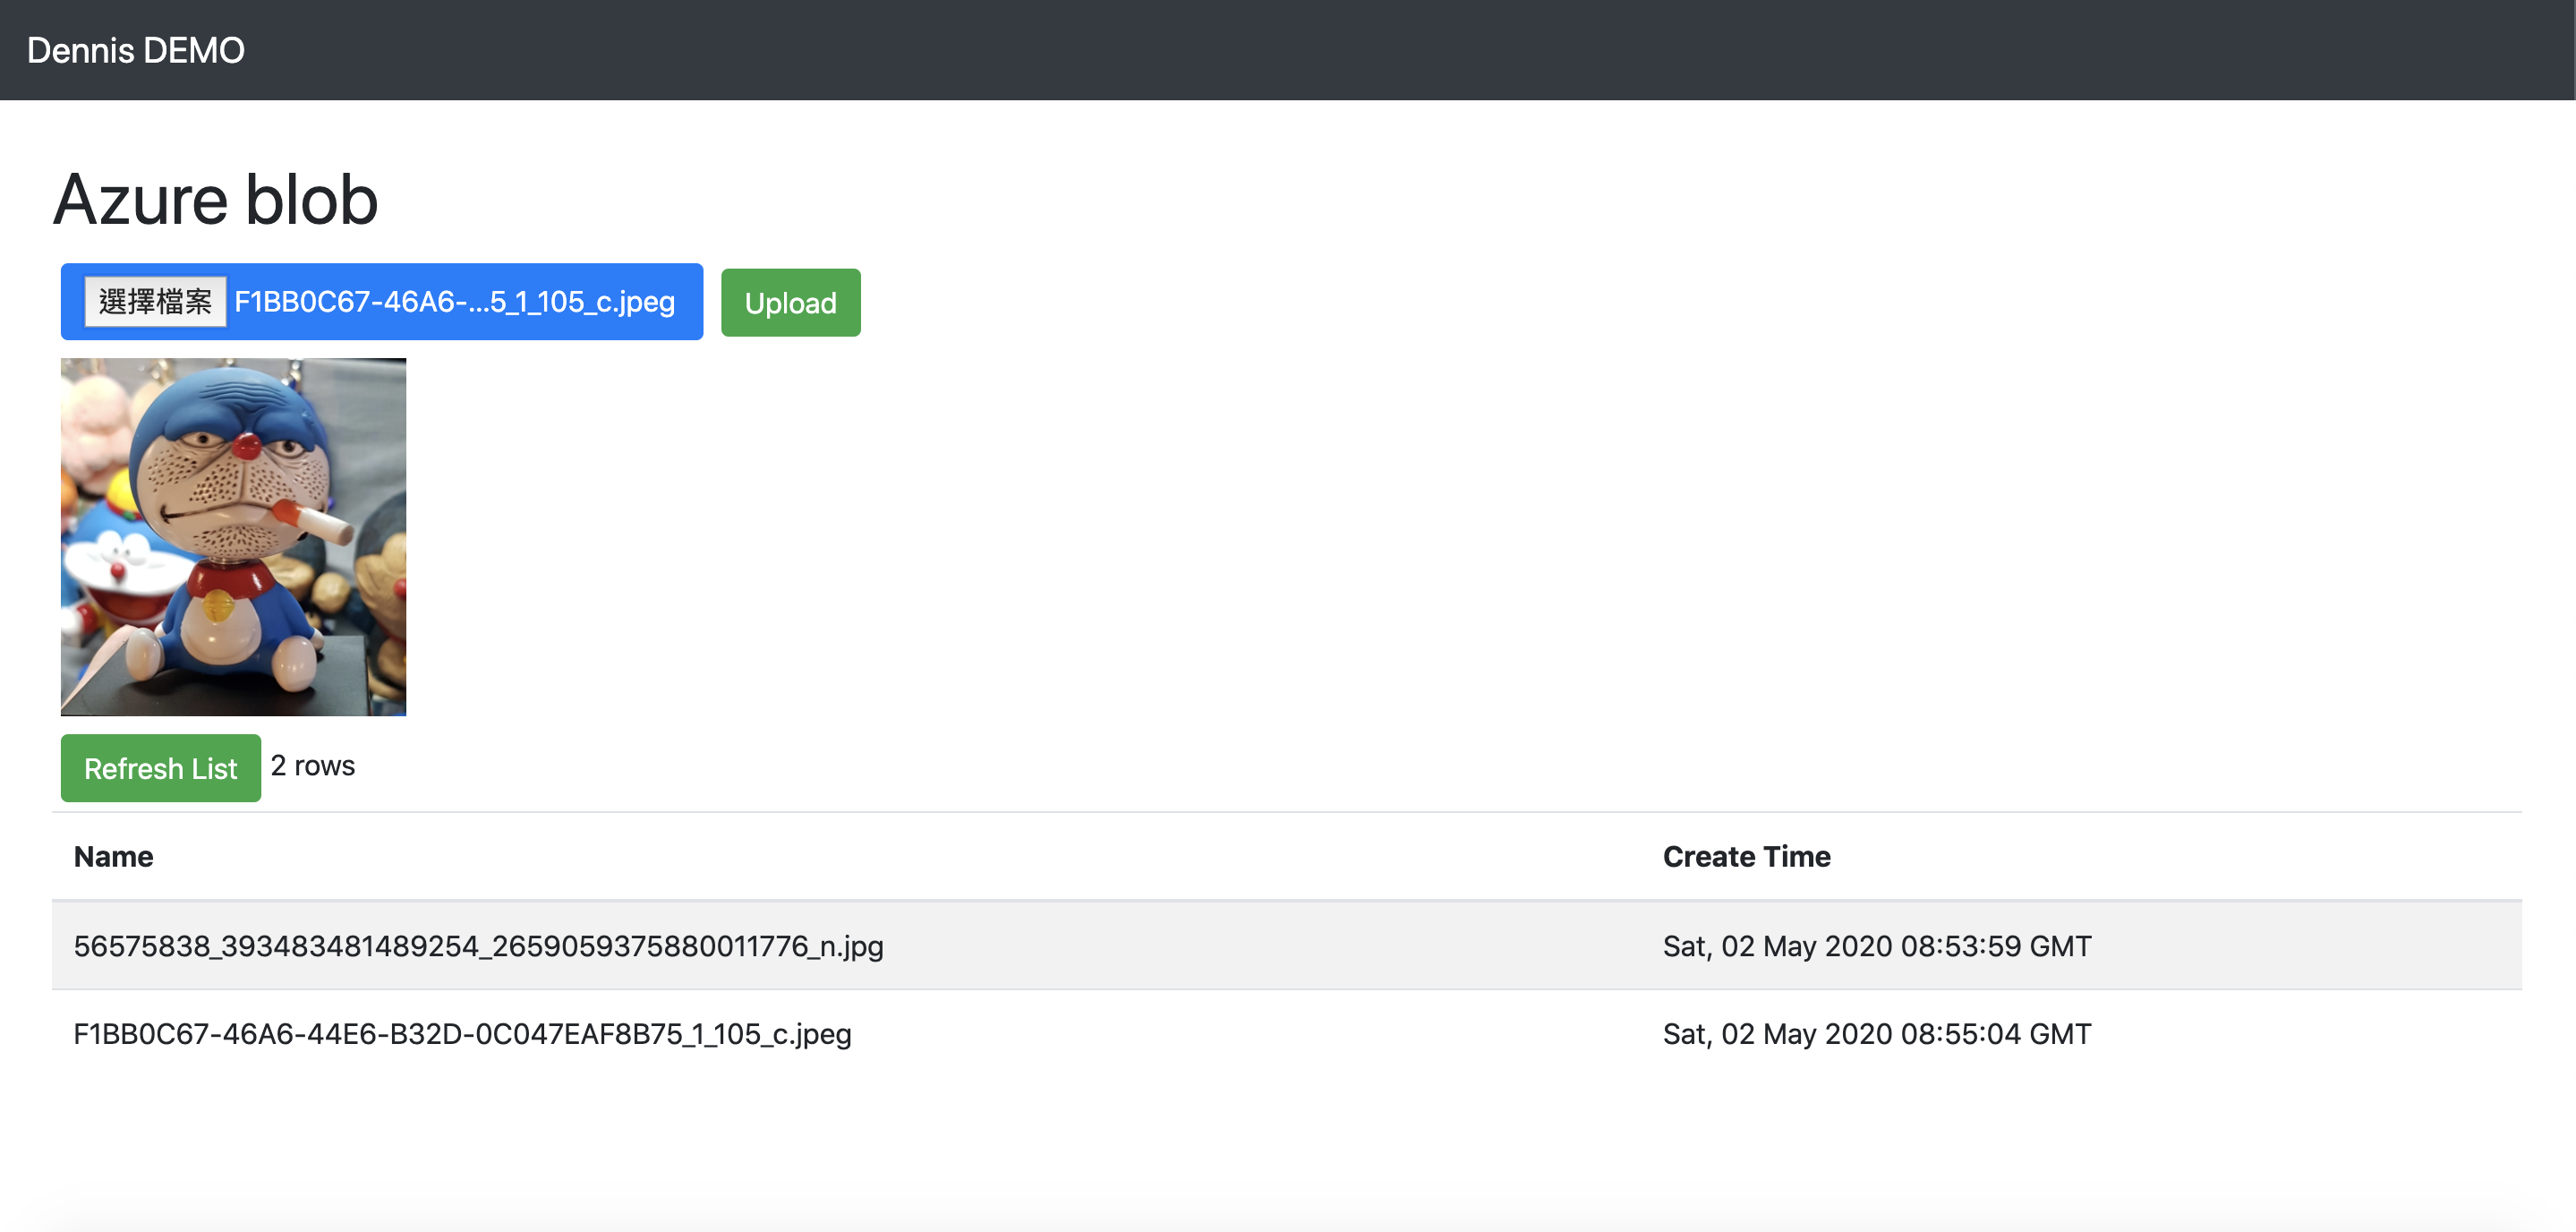 Dennis DEMO
Azure blob
選擇檔案 F1BB0C67-46A6-...5_1_105_c.jpeg Upload
Refresh List 2 rows
Name Create Time
56575838_393483481489254_2659059375880011776_n.jpg Sat, 02 May 2020 08:53:59 GMT
F1BB0C67-46A6-44E6-B32D-0C047EAF8B75_1_105_c.jpeg Sat, 02 May 2020 08:55:04 GMT